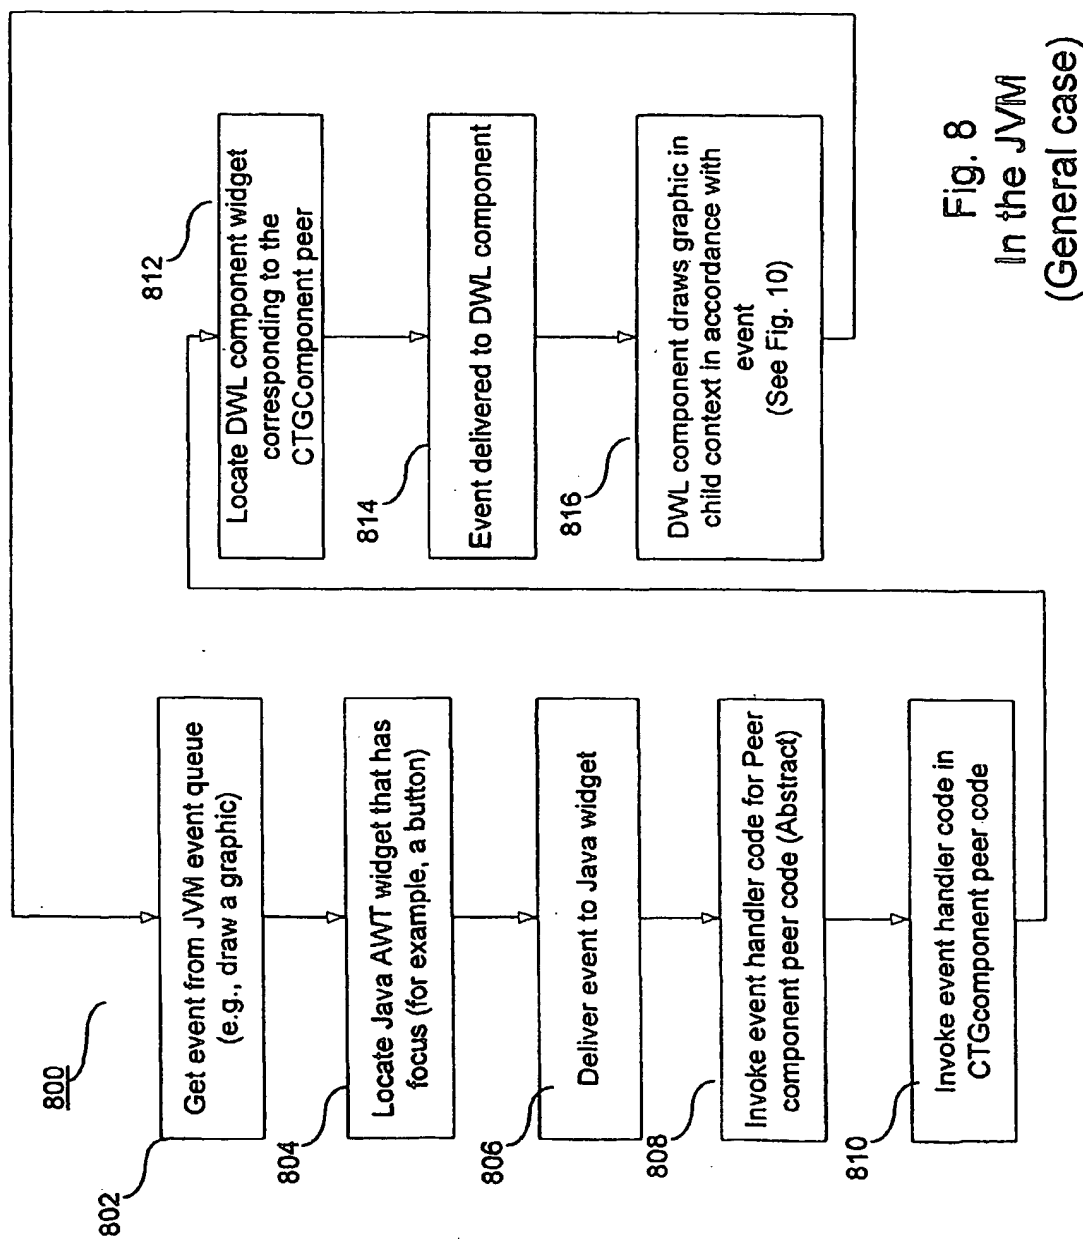 800
802
Get event from JVM event queue
(e.g., draw a graphic)
804
Locate Java AWT widget that has
focus (for example, a button)
806
Deliver event to Java widget
808
Invoke event handler code for Peer
component peer code (Abstract)
810
Invoke event handler code in
CTGcomponent peer code
812
Locate DWL component widget
corresponding to the
CTGComponent peer
814
Event delivered to DWL component
816
DWL component draws graphic in
child context in accordance with
event
(See Fig. 10)
Fig. 8
In the JVM
(General case)